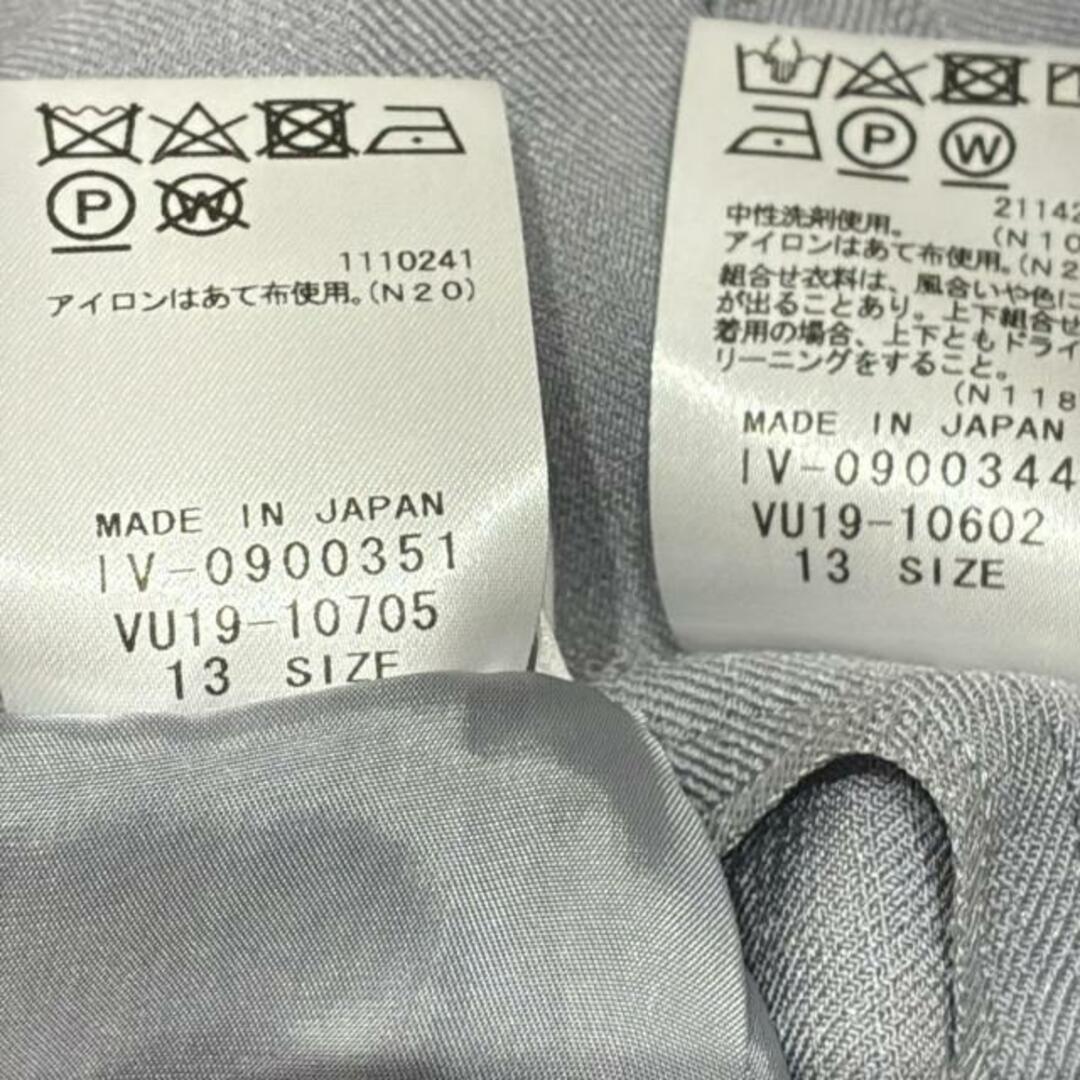 P W
1110241
アイロンはあて布使用。(N20)
MADE IN JAPAN
IV-0900351
VU19-10705
13 SIZE
P W
21142
中性洗剤使用。 (N10
アイロンはあて布使用。(N2
組合せ衣料は、風合いや色に
が出ることあり。上下組合せ
着用の場合、上下ともドライ
リーニングをすること。
(N118
MADE IN JAPAN
IV-0900344
VU19-10602
13 SIZE